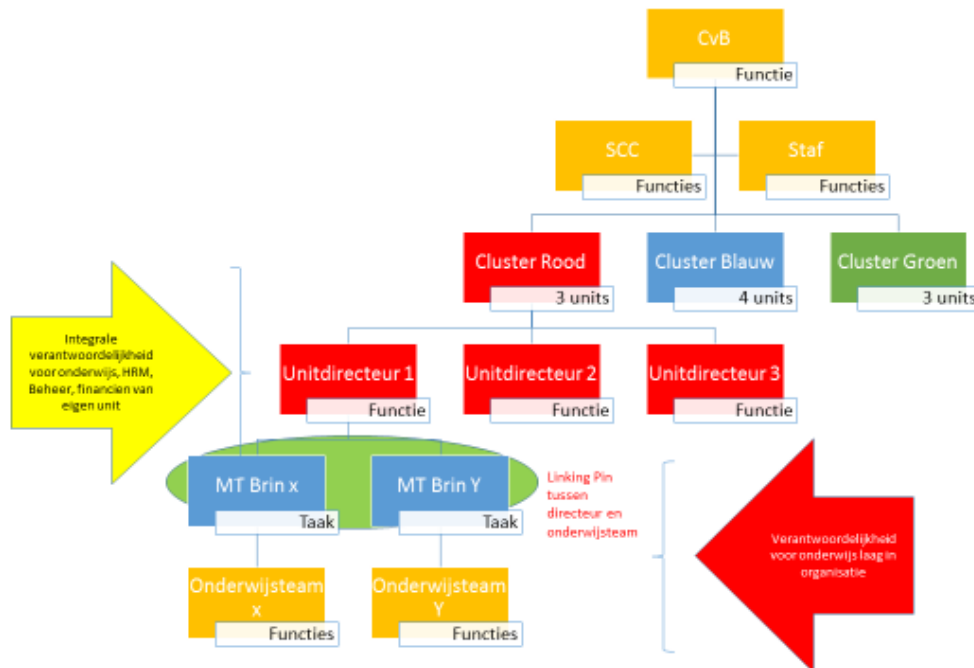 CvB
Functie
SCC
Functies
Staf
Functies
Cluster Rood
3 units
Cluster Blauw
4 units
Cluster Groen
3 units
Integrale
verantwoordelijkheid
voor onderwijs, HRM,
Beheer, financien van
eigen unit
Unitdirecteur 1
Functie
Unitdirecteur 2
Functie
Unitdirecteur 3
Functie
MT Brin x
Taak
MT Brin Y
Taak
Linking Pin
tussen
directeur en
onderwijsteam
Verantwoordelijkheid
voor onderwijs laag in
organisatie
Onderwijsteam
x
Functies
Onderwijsteam
Y
Functies